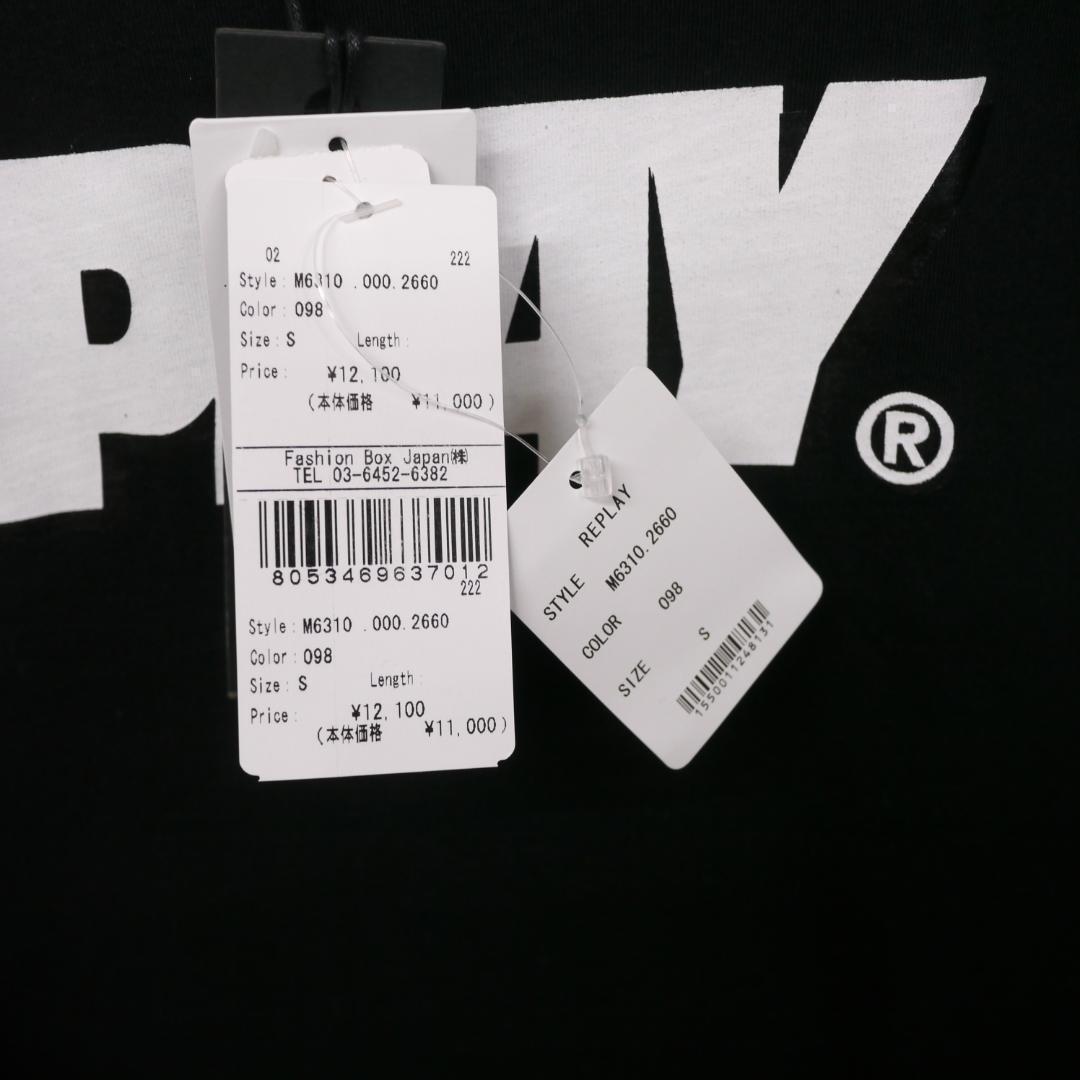 PLAY
®
02 222
Style : M6310 .000.2660
Color : 098
Size : S Length :
Price : ¥12,100
(本体価格 ¥11,000)
Fashion Box Japan㈱
TEL 03-6452-6382
8053469637012
222
Style : M6310 .000.2660
Color : 098
Size : S Length :
Price : ¥12,100
(本体価格 ¥11,000)
REPLAY
STYLE M6310.2660
COLOR 098
SIZE S
1550011248131